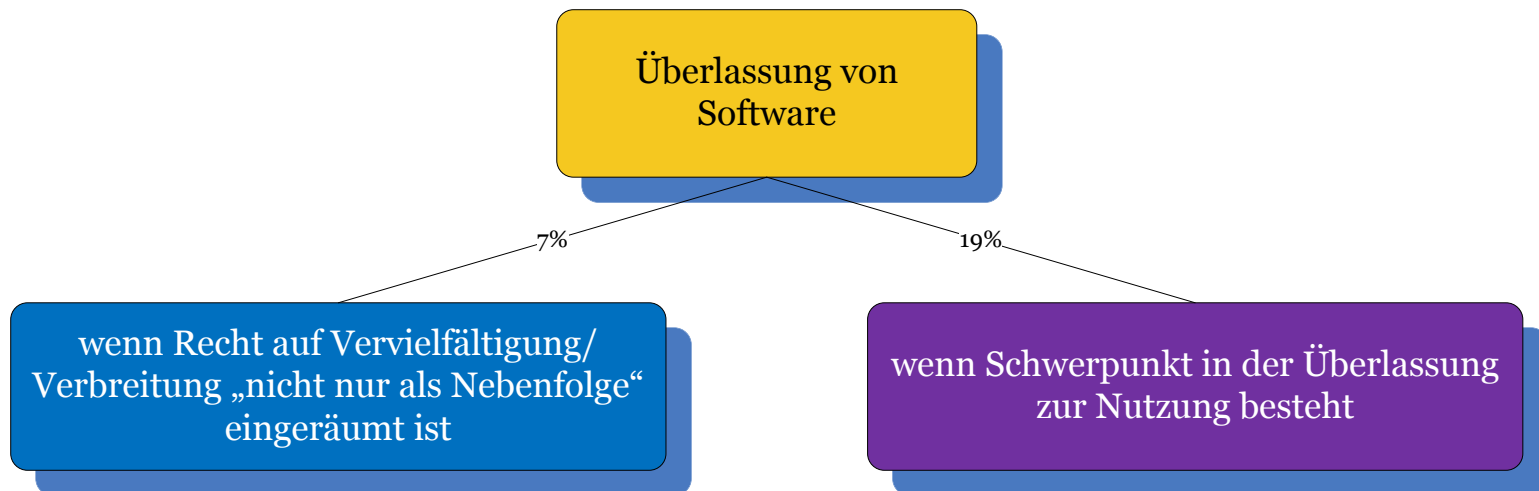 Überlassung von
Software
7%
19%
wenn Recht auf Vervielfältigung/
Verbreitung „nicht nur als Nebenfolge“
eingeräumt ist
wenn Schwerpunkt in der Überlassung
zur Nutzung besteht